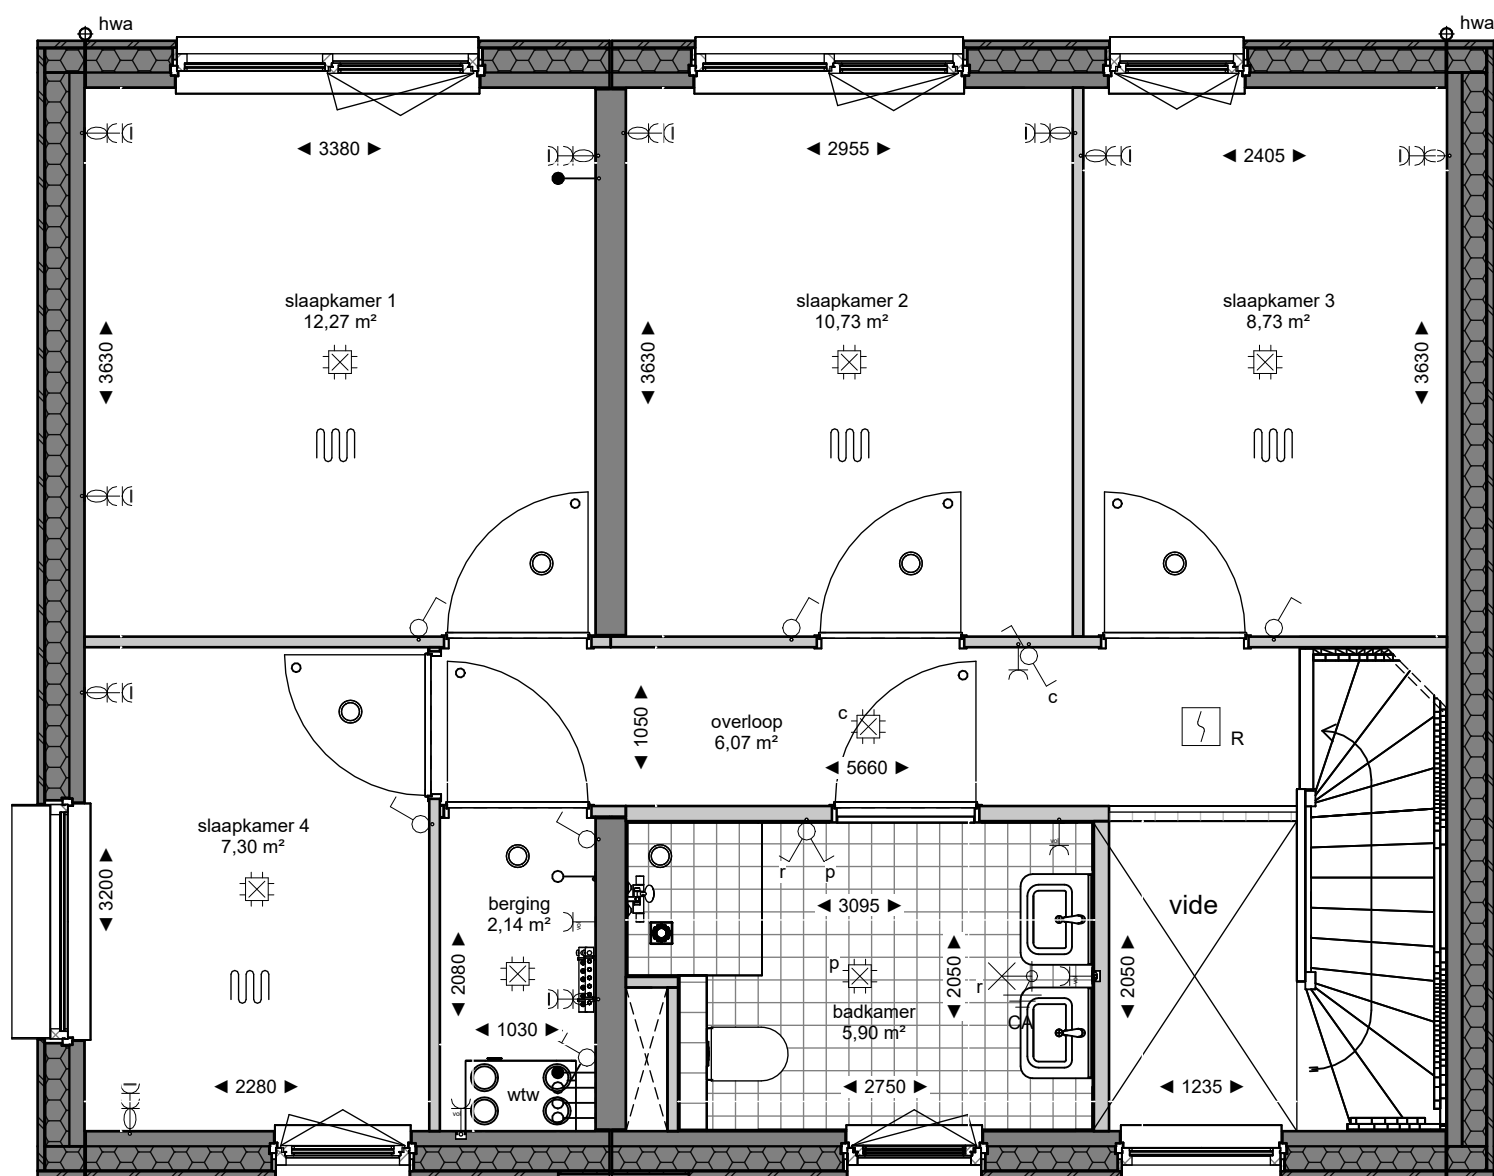 hwa
hwa
◄ 3380 ►
◄ 2955 ►
◄ 2405 ►
slaapkamer 1
12,27 m²
slaapkamer 2
10,73 m²
slaapkamer 3
8,73 m²
◄ 3630 ►
◄ 3630 ►
◄ 3630 ►
c
◄ 1050 ►
overloop
6,07 m²
c
R
◄ 5660 ►
slaapkamer 4
7,30 m²
◄ 3200 ►
berging
2,14 m²
r
p
◄ 3095 ►
vide
◄ 2080 ►
p
◄ 2050 ►
r
◄ 2050 ►
badkamer
5,90 m²
CA
◄ 1030 ►
◄ 2280 ►
wtw
◄ 2750 ►
◄ 1235 ►